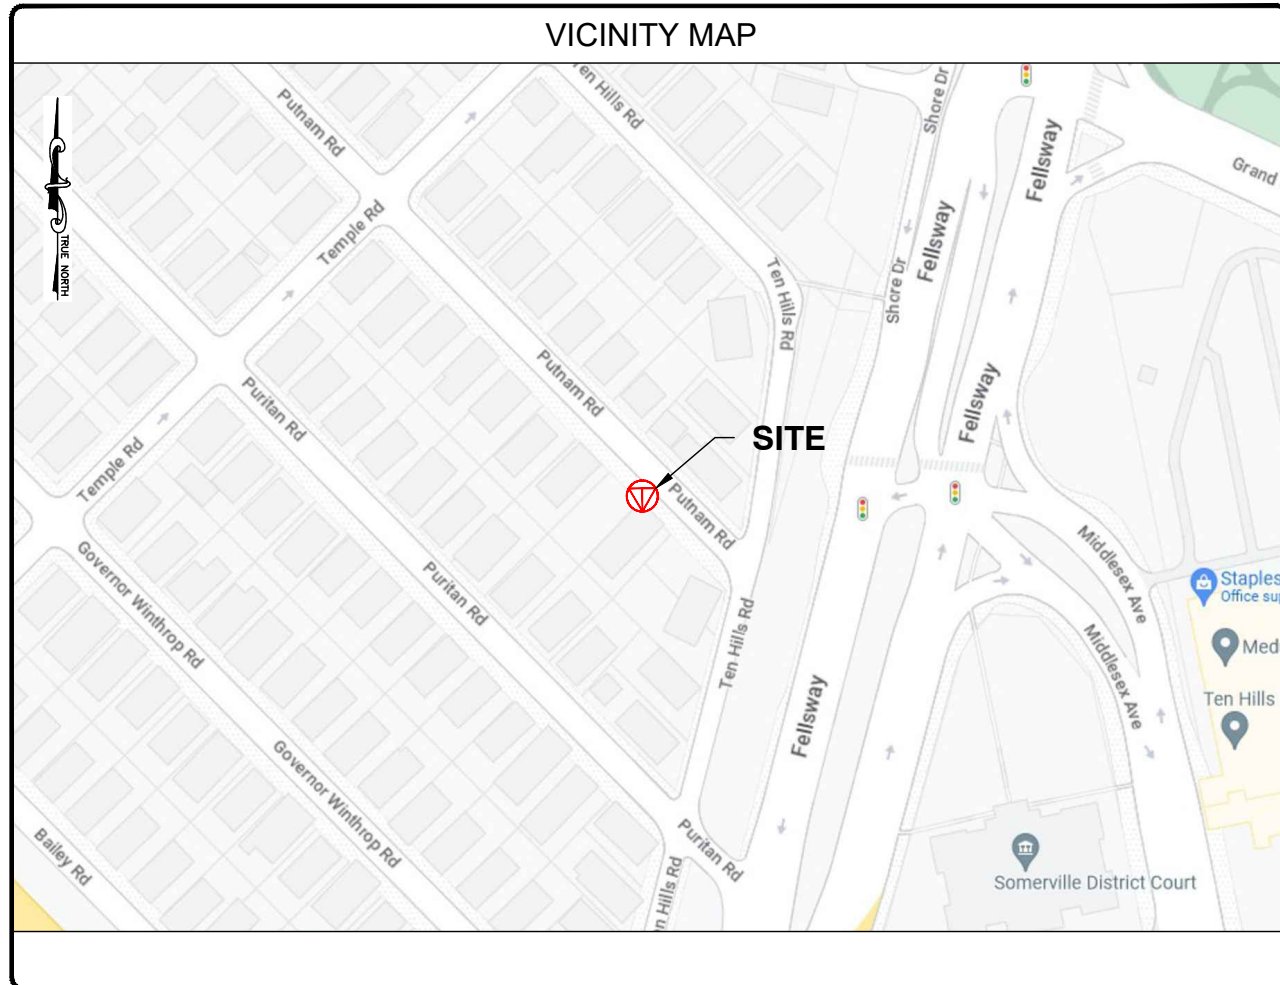 VICINITY MAP
TRUE NORTH
Putnam Rd
Ten Hills Rd
Shore Dr
Fellsway
Grand
Temple Rd
Fellsway
Ten Hills Rd
Shore Dr
Putnam Rd
Puritan Rd
Fellsway
SITE
Temple Rd
Putnam Rd
Middlesex Ave
Governor Winthrop Rd
Puritan Rd
Ten Hills Rd
Staples
Office sup
Middlesex Ave
Med
Ten Hills
Fellsway
Governor Winthrop Rd
Bailey Rd
Puritan Rd
n Hills Rd
Somerville District Court